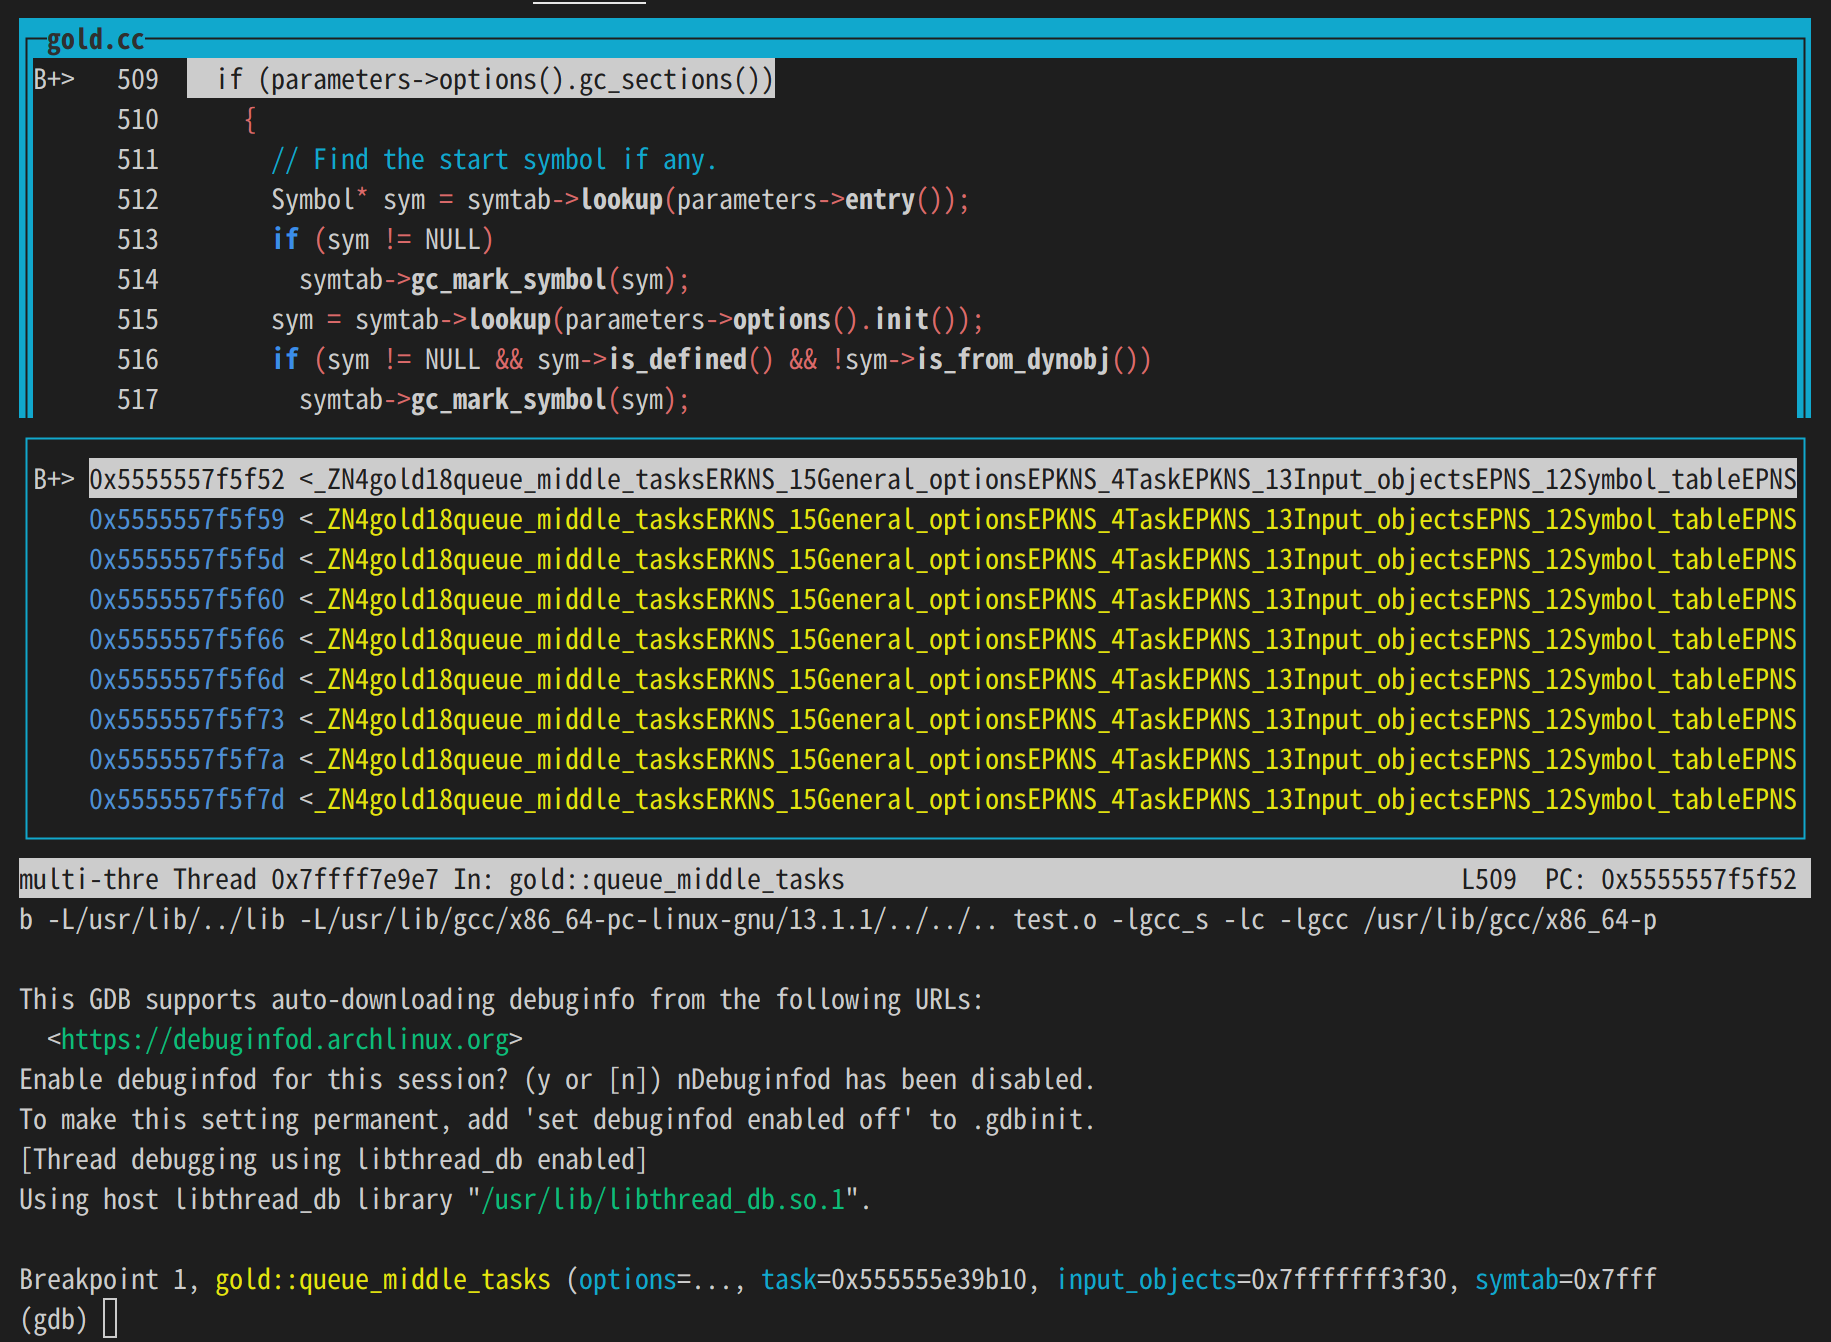 gold.cc
B+>   509    if (parameters->options().gc_sections())
      510      {
      511        // Find the start symbol if any.
      512        Symbol* sym = symtab->lookup(parameters->entry());
      513        if (sym != NULL)
      514          symtab->gc_mark_symbol(sym);
      515        sym = symtab->lookup(parameters->options().init());
      516        if (sym != NULL && sym->is_defined() && !sym->is_from_dynobj())
      517          symtab->gc_mark_symbol(sym);
B+> 0x5555557f5f52 <_ZN4gold18queue_middle_tasksERKNS_15General_optionsEPKNS_4TaskEPKNS_13Input_objectsEPNS_12Symbol_tableEPNS
    0x5555557f5f59 <_ZN4gold18queue_middle_tasksERKNS_15General_optionsEPKNS_4TaskEPKNS_13Input_objectsEPNS_12Symbol_tableEPNS
    0x5555557f5f5d <_ZN4gold18queue_middle_tasksERKNS_15General_optionsEPKNS_4TaskEPKNS_13Input_objectsEPNS_12Symbol_tableEPNS
    0x5555557f5f60 <_ZN4gold18queue_middle_tasksERKNS_15General_optionsEPKNS_4TaskEPKNS_13Input_objectsEPNS_12Symbol_tableEPNS
    0x5555557f5f66 <_ZN4gold18queue_middle_tasksERKNS_15General_optionsEPKNS_4TaskEPKNS_13Input_objectsEPNS_12Symbol_tableEPNS
    0x5555557f5f6d <_ZN4gold18queue_middle_tasksERKNS_15General_optionsEPKNS_4TaskEPKNS_13Input_objectsEPNS_12Symbol_tableEPNS
    0x5555557f5f73 <_ZN4gold18queue_middle_tasksERKNS_15General_optionsEPKNS_4TaskEPKNS_13Input_objectsEPNS_12Symbol_tableEPNS
    0x5555557f5f7a <_ZN4gold18queue_middle_tasksERKNS_15General_optionsEPKNS_4TaskEPKNS_13Input_objectsEPNS_12Symbol_tableEPNS
    0x5555557f5f7d <_ZN4gold18queue_middle_tasksERKNS_15General_optionsEPKNS_4TaskEPKNS_13Input_objectsEPNS_12Symbol_tableEPNS
multi-thre Thread 0x7ffff7e9e7 In: gold::queue_middle_tasks    L509  PC: 0x5555557f5f52
b -L/usr/lib/../lib -L/usr/lib/gcc/x86_64-pc-linux-gnu/13.1.1/../../.. test.o -lgcc_s -lc -lgcc /usr/lib/gcc/x86_64-p
This GDB supports auto-downloading debuginfo from the following URLs:
  <https://debuginfod.archlinux.org>
Enable debuginfod for this session? (y or [n]) nDebuginfod has been disabled.
To make this setting permanent, add 'set debuginfod enabled off' to .gdbinit.
[Thread debugging using libthread_db enabled]
Using host libthread_db library "/usr/lib/libthread_db.so.1".
Breakpoint 1, gold::queue_middle_tasks (options=..., task=0x555555e39b10, input_objects=0x7fffffff3f30, symtab=0x7fff
(gdb)